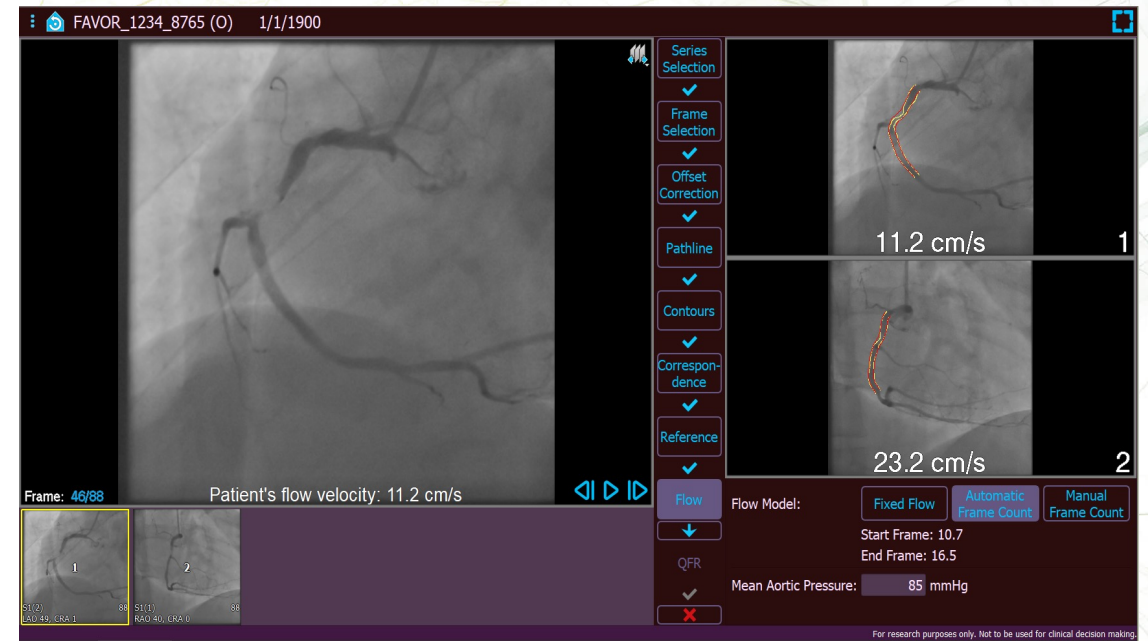 FAVOR_1234_8765 (O) 1/1/1900
Frame: 46/88
Patient's flow velocity: 11.2 cm/s
1
S1(2) 88
LAO 49, CRA 1
2
S1(1) 88
RAO 40, CRA 0
Series
Selection
Frame
Selection
Offset
Correction
Pathline
Contours
Correspon-
dence
Reference
Flow
QFR
11.2 cm/s 1
23.2 cm/s 2
Flow Model: Fixed Flow
Automatic
Frame Count
Manual
Frame Count
Start Frame: 10.7
End Frame: 16.5
Mean Aortic Pressure: 85 mmHg
For research purposes only. Not to be used for clinical decision making.